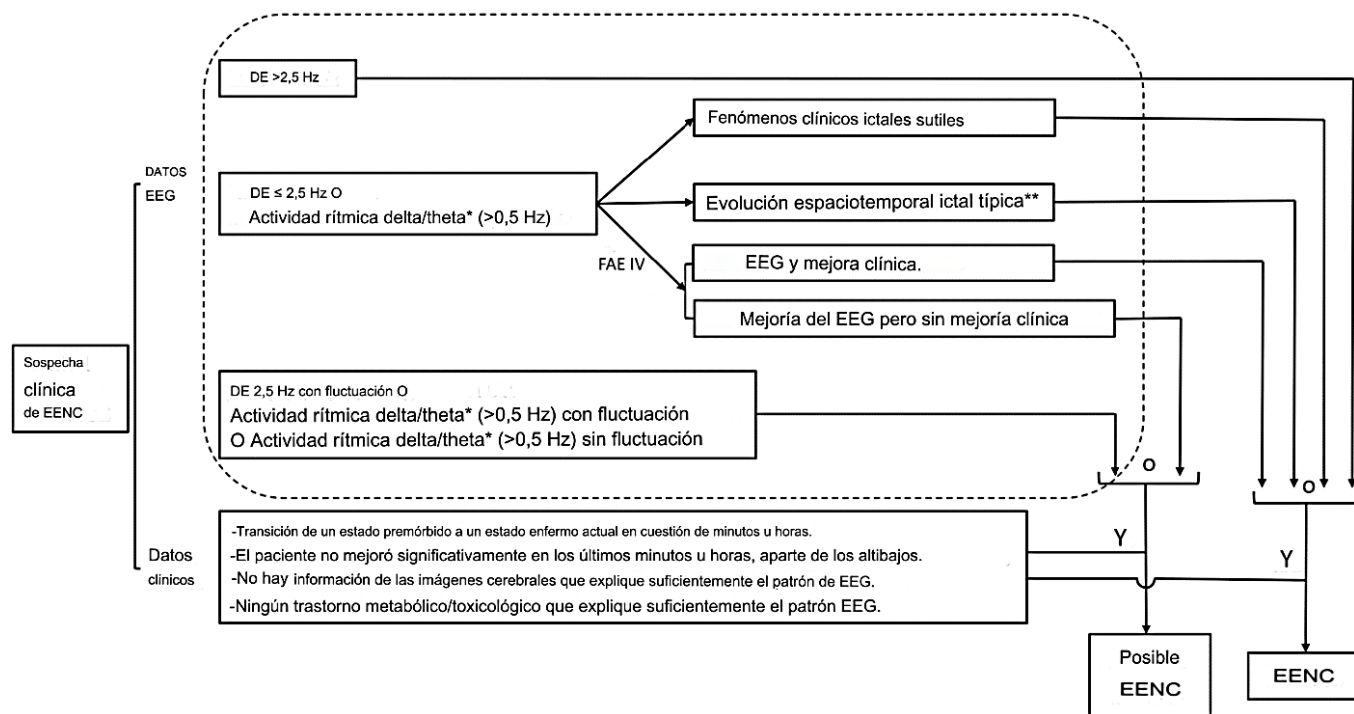 DE >2,5 Hz
Fenómenos clínicos ictales sutiles
DATOS
EEG
DE ≤ 2,5 Hz O
Actividad rítmica delta/theta* (>0,5 Hz)
Evolución espaciotemporal ictal típica**
FAE IV
EEG y mejora clínica.
Mejoría del EEG pero sin mejoría clínica
Sospecha
clínica
de EENC
DE 2,5 Hz con fluctuación O
Actividad rítmica delta/theta* (>0,5 Hz) con fluctuación
O Actividad rítmica delta/theta* (>0,5 Hz) sin fluctuación
O
O
Datos
clinicos
-Transición de un estado premórbido a un estado enfermo actual en cuestión de minutos u horas.
-El paciente no mejoró significativamente en los últimos minutos u horas, aparte de los altibajos.
-No hay información de las imágenes cerebrales que explique suficientemente el patrón de EEG.
-Ningún trastorno metabólico/toxicológico que explique suficientemente el patrón EEG.
Y
Y
Posible
EENC
EENC